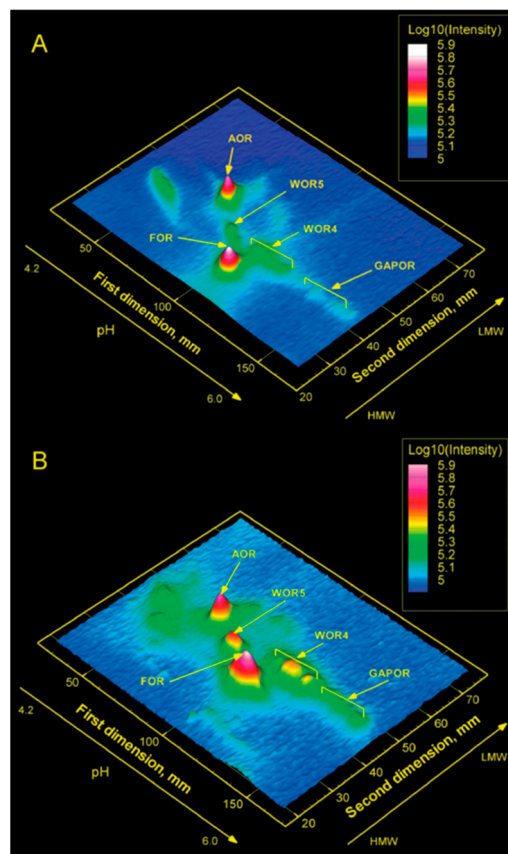 A
Log10(Intensity)
5.9
5.8
5.7
5.6
5.5
5.4
5.3
5.2
5.1
5
AOR
WOR5
FOR
WOR4
GAPOR
4.2
50
100
150
First dimension, mm
pH
6.0
20
30
40
50
60
70
Second dimension, mm
LMW
HMW
B
Log10(Intensity)
5.9
5.8
5.7
5.6
5.5
5.4
5.3
5.2
5.1
5
AOR
WOR5
WOR4
FOR
GAPOR
4.2
50
100
150
First dimension, mm
pH
6.0
20
30
40
50
60
70
Second dimension, mm
LMW
HMW